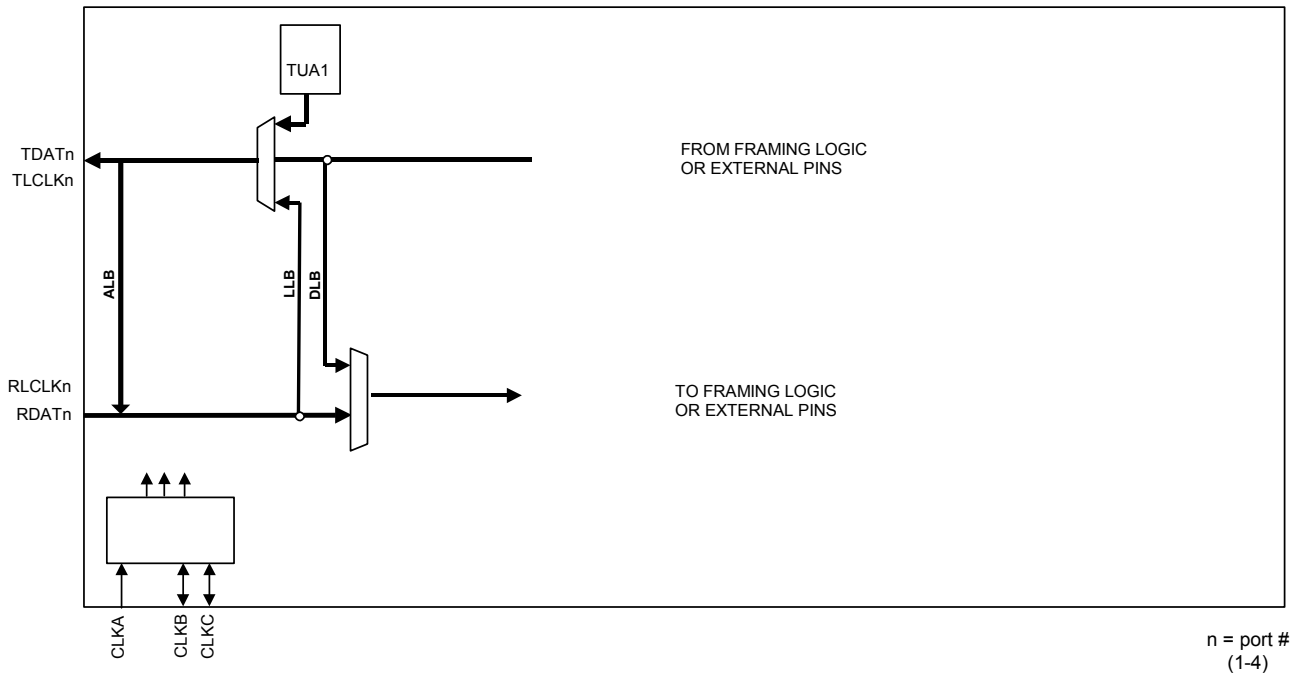 TUA1
TDATn
TLCLKn
FROM FRAMING LOGIC
OR EXTERNAL PINS
ALB
LLB
DLB
RLCLKn
RDATn
TO FRAMING LOGIC
OR EXTERNAL PINS
CLKA
CLKB
CLKC
n = port #
(1-4)